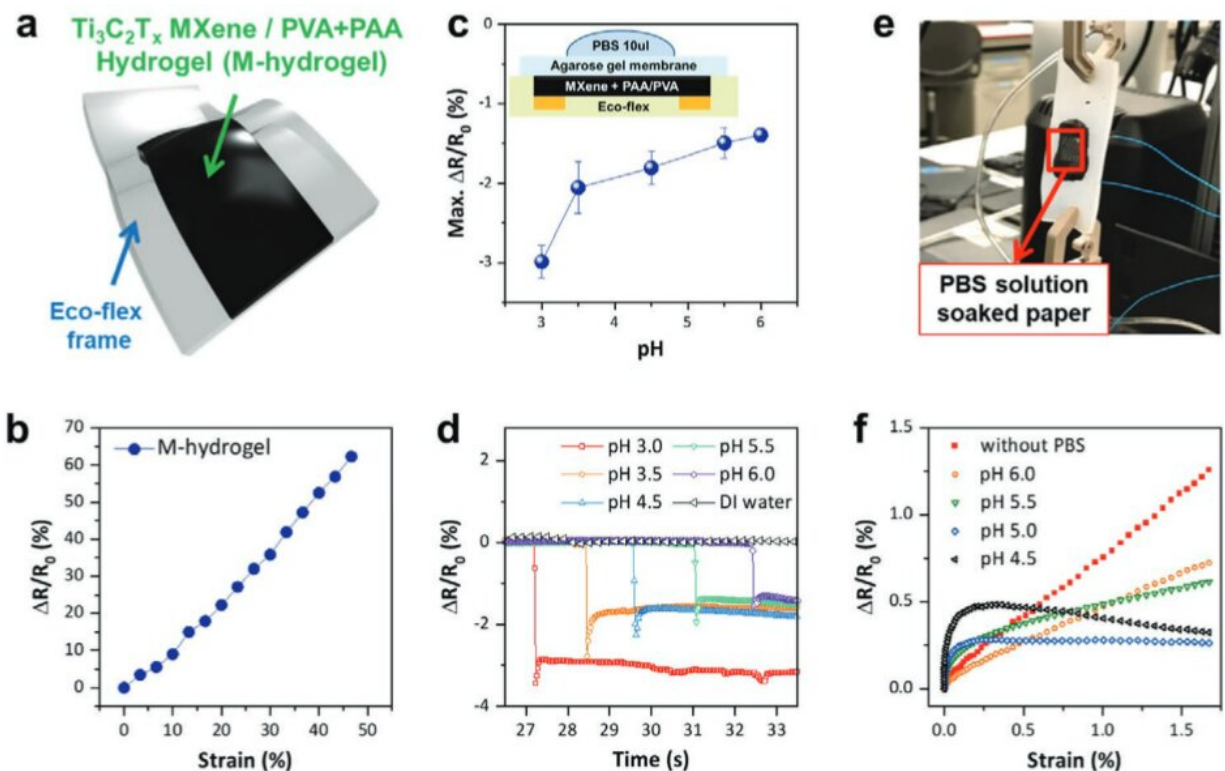 a
Ti₃C₂Tₓ MXene / PVA+PAA
Hydrogel (M-hydrogel)
Eco-flex
frame
c
PBS 10ul
Agarose gel membrane
MXene + PAA/PVA
Eco-flex
0
-1
-2
-3
Max. ΔR/R₀ (%)
3 4 5 6
pH
e
PBS solution
soaked paper
b
M-hydrogel
70
60
50
40
30
20
10
0
ΔR/R₀ (%)
0 10 20 30 40 50
Strain (%)
d
pH 3.0 pH 5.5
pH 3.5 pH 6.0
pH 4.5 DI water
2
0
-2
-4
ΔR/R₀ (%)
27 28 29 30 31 32 33
Time (s)
f
without PBS
pH 6.0
pH 5.5
pH 5.0
pH 4.5
1.5
1.0
0.5
0.0
ΔR/R₀ (%)
0.0 0.5 1.0 1.5
Strain (%)